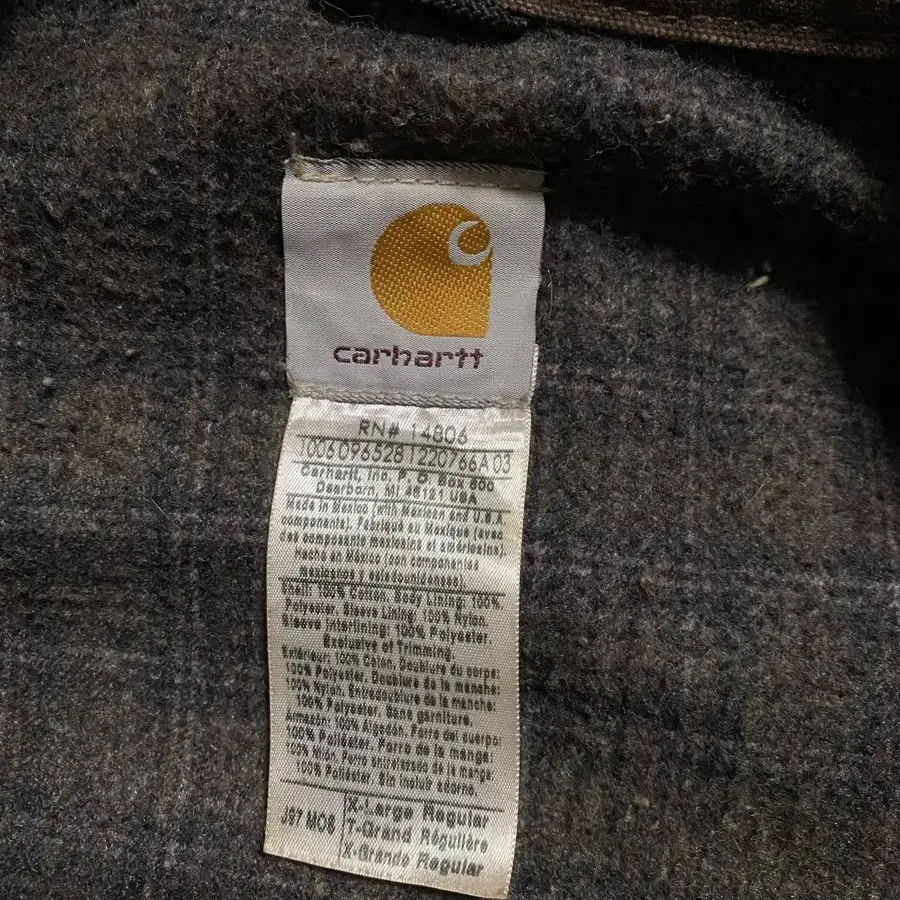 carhartt
RN# 14806
1006096528 1220766A 03
Carhartt, Inc. P. O. Box 600
Dearborn, MI 48121 USA
Made in Mexico (with Mexican and U.S.A.
components). Fabriqué au Mexique (avec
des composants mexicains et américains).
Hecho en México (con componentes
mexicanos y estadounidenses).
Shell: 100% Cotton, Body Lining: 100%
Polyester, Sleeve Lining: 100% Nylon.
Sleeve Interlining: 100% Polyester.
Exclusive of Trimming.
Extérieur: 100% Coton, Doublure du corps:
100% Polyester, Doublure de la manche:
100% Nylon, Entredoublure de la manche:
100% Polyester, Sans garniture.
Armazón: 100% Algodón, Forro del cuerpo:
100% Poliéster, Forro de la manga:
100% Nilón, Forro entretelado de la manga:
100% Poliéster, Sin incluir adorno.
J97 MOS
X-Large Regular
T-Grand Régulière
X-Grande Regular